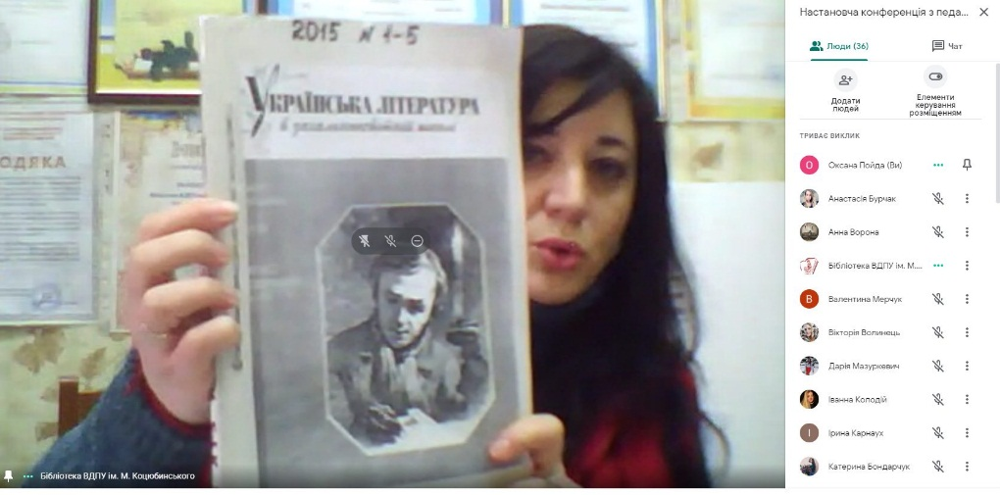 2015 N 1-5
УКРАЇНСЬКА ЛІТЕРАТУРА
в загальноосвітній школі
ОДЯКА
Бібліотека ВДПУ ім. М. Коцюбинського
Настановча конференція з педа...
Люди (36)
Чат
Додати
людей
Елементи
керування
розміщенням
ТРИВАЄ ВИКЛИК
О
Оксана Пойда (Ви)
Анастасія Бурчак
Анна Ворона
Бібліотека ВДПУ ім. М....
В
Валентина Мерчук
Вікторія Волинець
Дарія Мазуркевич
Іванна Колодій
І
Ірина Карнаух
Катерина Бондарчук